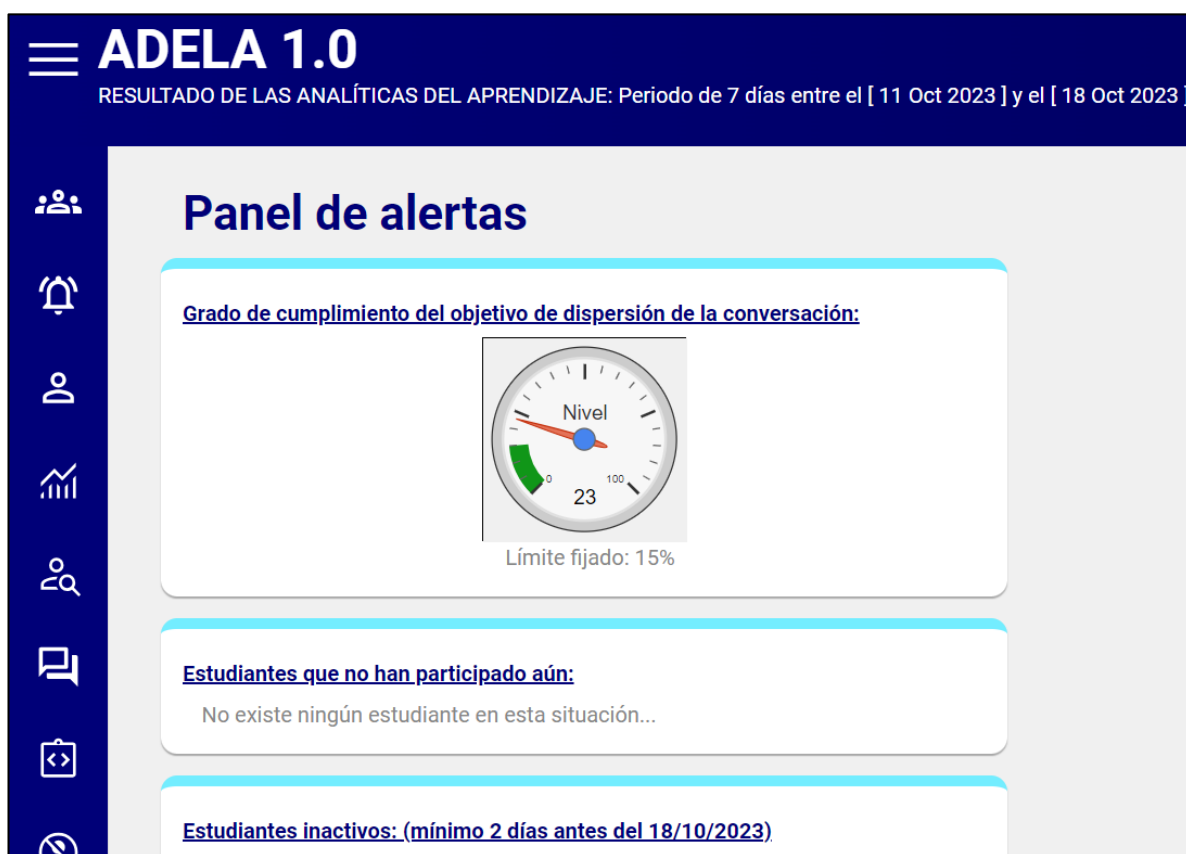 ADELA 1.0
RESULTADO DE LAS ANALÍTICAS DEL APRENDIZAJE: Periodo de 7 días entre el [ 11 Oct 2023 ] y el [ 18 Oct 2023 ]
Panel de alertas
Grado de cumplimiento del objetivo de dispersión de la conversación:
Nivel
0 100
23
Límite fijado: 15%
Estudiantes que no han participado aún:
No existe ningún estudiante en esta situación...
Estudiantes inactivos: (mínimo 2 días antes del 18/10/2023)